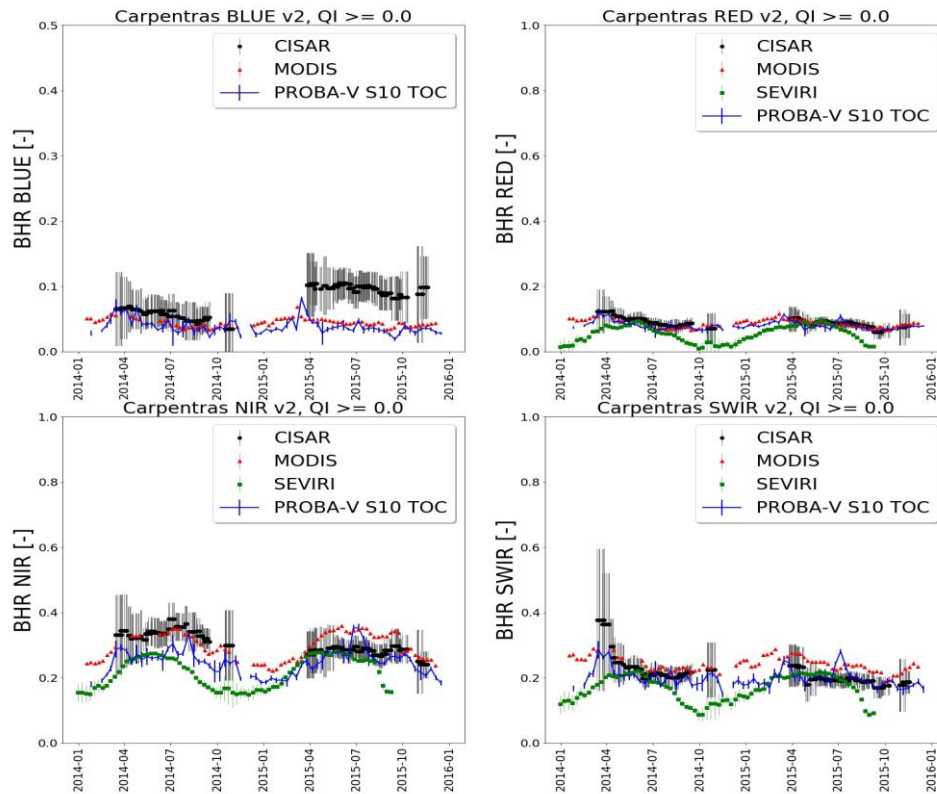 Carpentras BLUE v2, QI >= 0.0
BHR BLUE [-]
0.5
0.4
0.3
0.2
0.1
0.0
CISAR
MODIS
PROBA-V S10 TOC
2014-01
2014-04
2014-07
2014-10
2015-01
2015-04
2015-07
2015-10
2016-01
Carpentras RED v2, QI >= 0.0
BHR RED [-]
1.0
0.8
0.6
0.4
0.2
0.0
CISAR
MODIS
SEVIRI
PROBA-V S10 TOC
2014-01
2014-04
2014-07
2014-10
2015-01
2015-04
2015-07
2015-10
2016-01
Carpentras NIR v2, QI >= 0.0
BHR NIR [-]
1.0
0.8
0.6
0.4
0.2
0.0
CISAR
MODIS
SEVIRI
PROBA-V S10 TOC
2014-01
2014-04
2014-07
2014-10
2015-01
2015-04
2015-07
2015-10
2016-01
Carpentras SWIR v2, QI >= 0.0
BHR SWIR [-]
1.0
0.8
0.6
0.4
0.2
0.0
CISAR
MODIS
SEVIRI
PROBA-V S10 TOC
2014-01
2014-04
2014-07
2014-10
2015-01
2015-04
2015-07
2015-10
2016-01